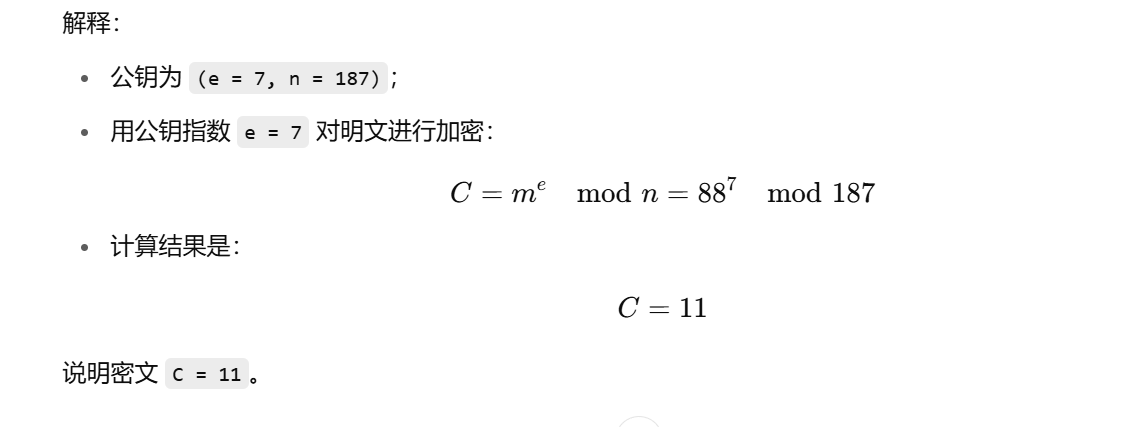 解释：
• 公钥为 (e = 7, n = 187)；
• 用公钥指数 e = 7 对明文进行加密：
C = m^e mod n = 88^7 mod 187
• 计算结果是：
C = 11
说明密文 C = 11。